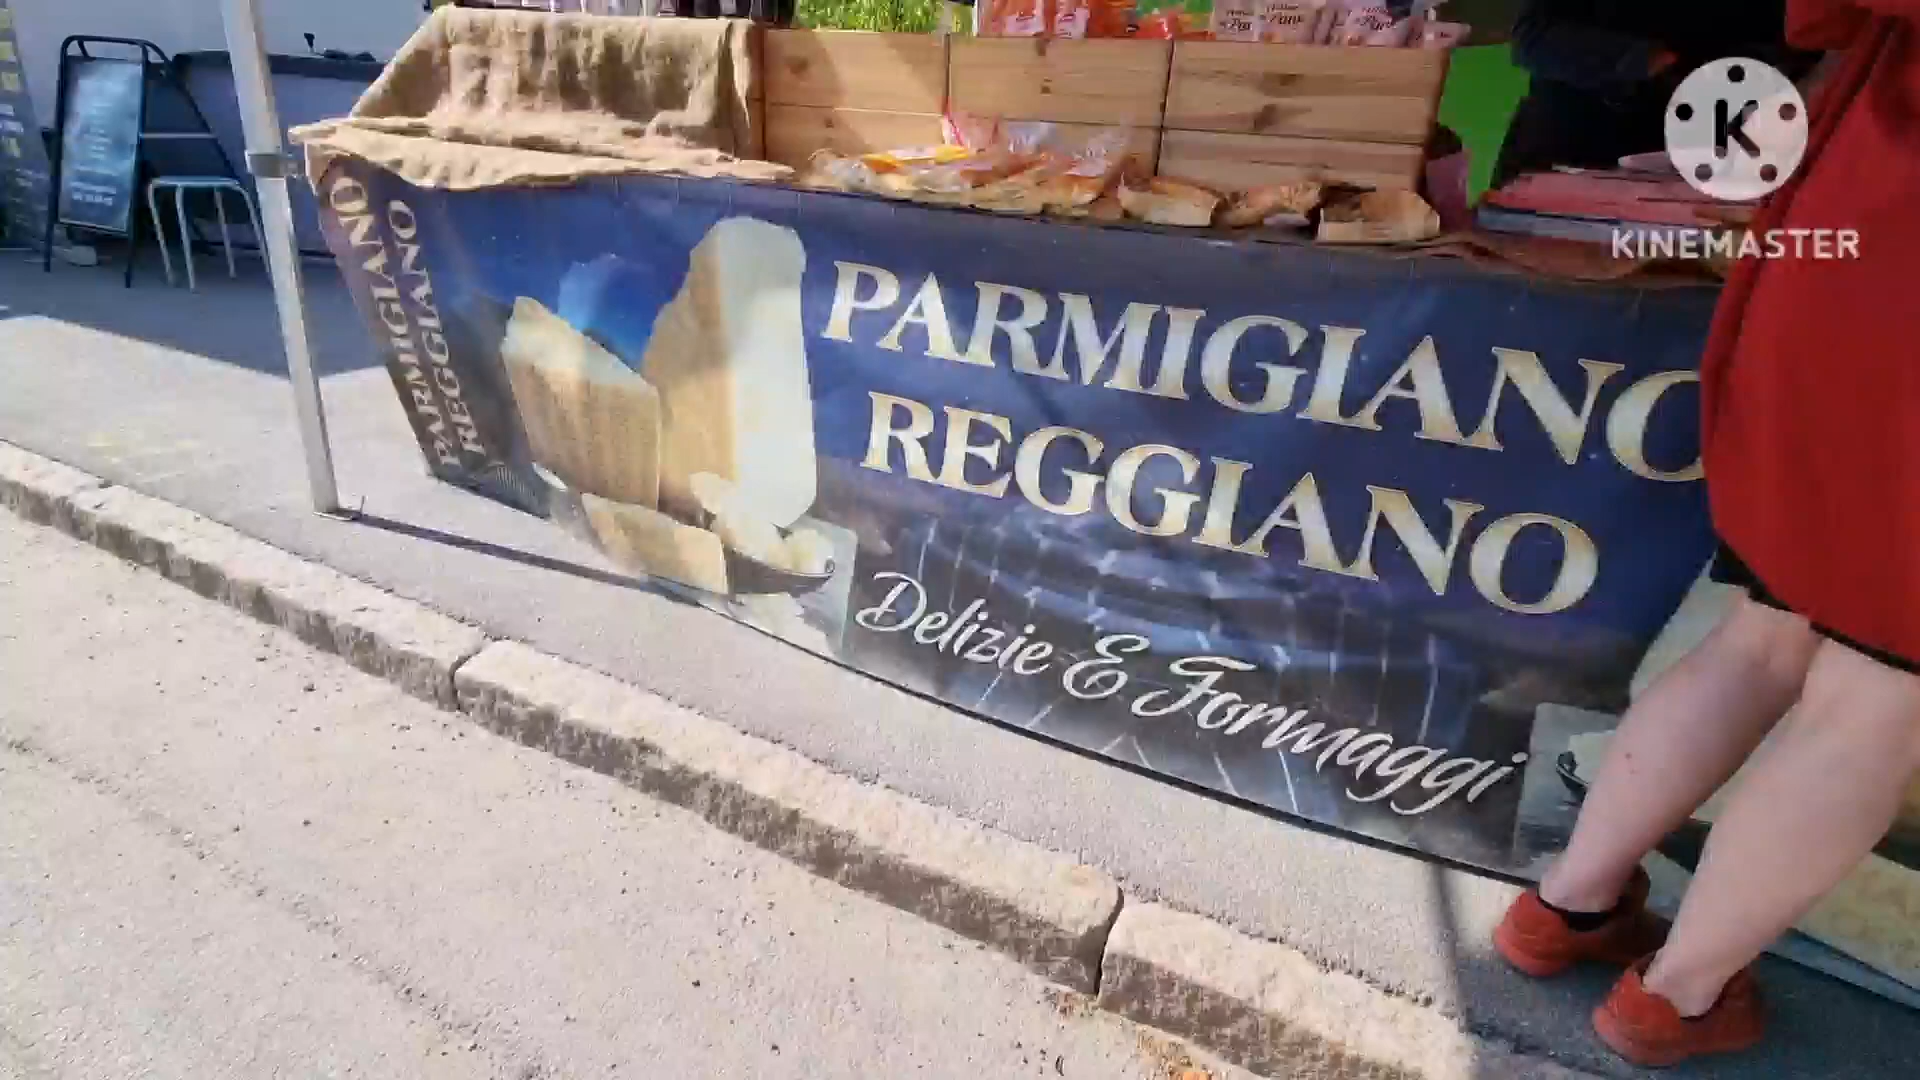 K
KINEMASTER
PARMIGIANO
REGGIANO
PARMIGIANO
REGGIANO
Delizie & Formaggi